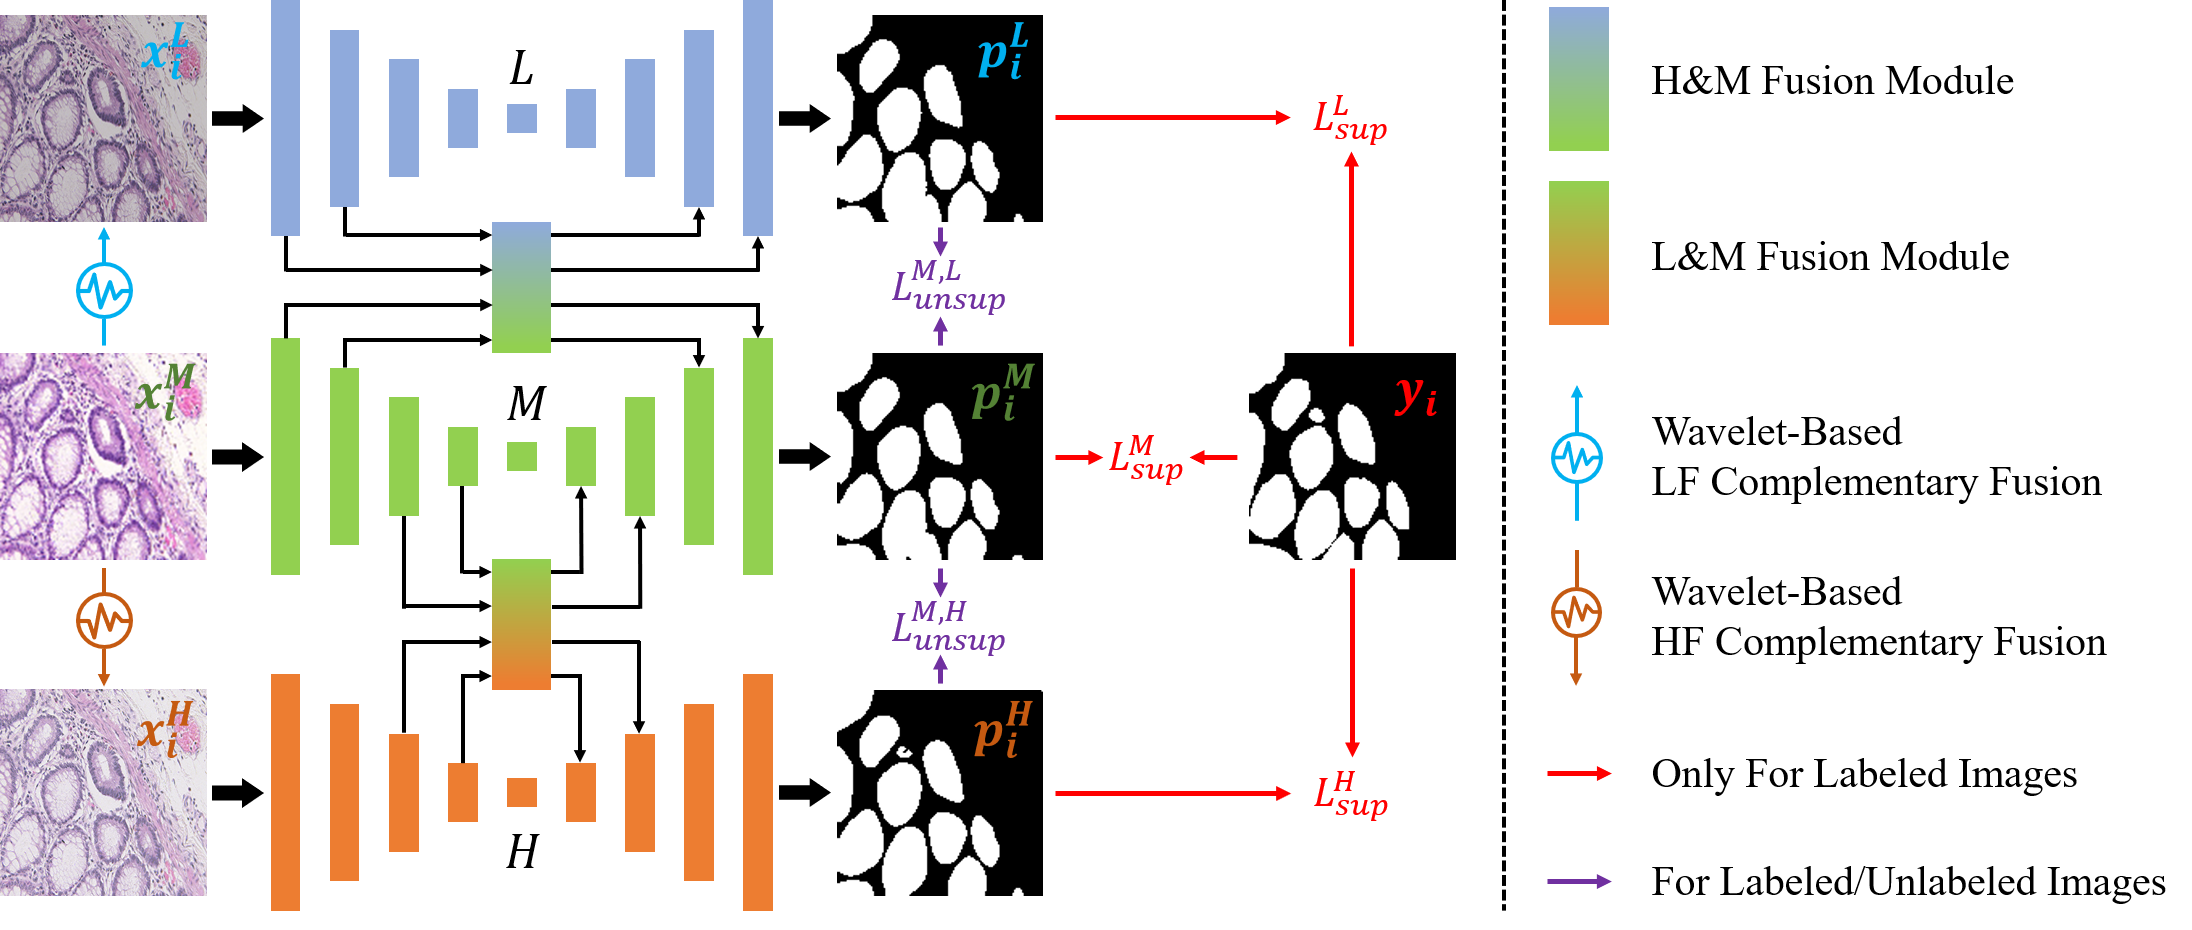 x_i^L
L
p_i^L
L_{sup}^L
L_{unsup}^{M,L}
x_i^M
M
p_i^M
L_{sup}^M
y_i
L_{unsup}^{M,H}
x_i^H
H
p_i^H
L_{sup}^H
H&M Fusion Module
L&M Fusion Module
Wavelet-Based
LF Complementary Fusion
Wavelet-Based
HF Complementary Fusion
Only For Labeled Images
For Labeled/Unlabeled Images